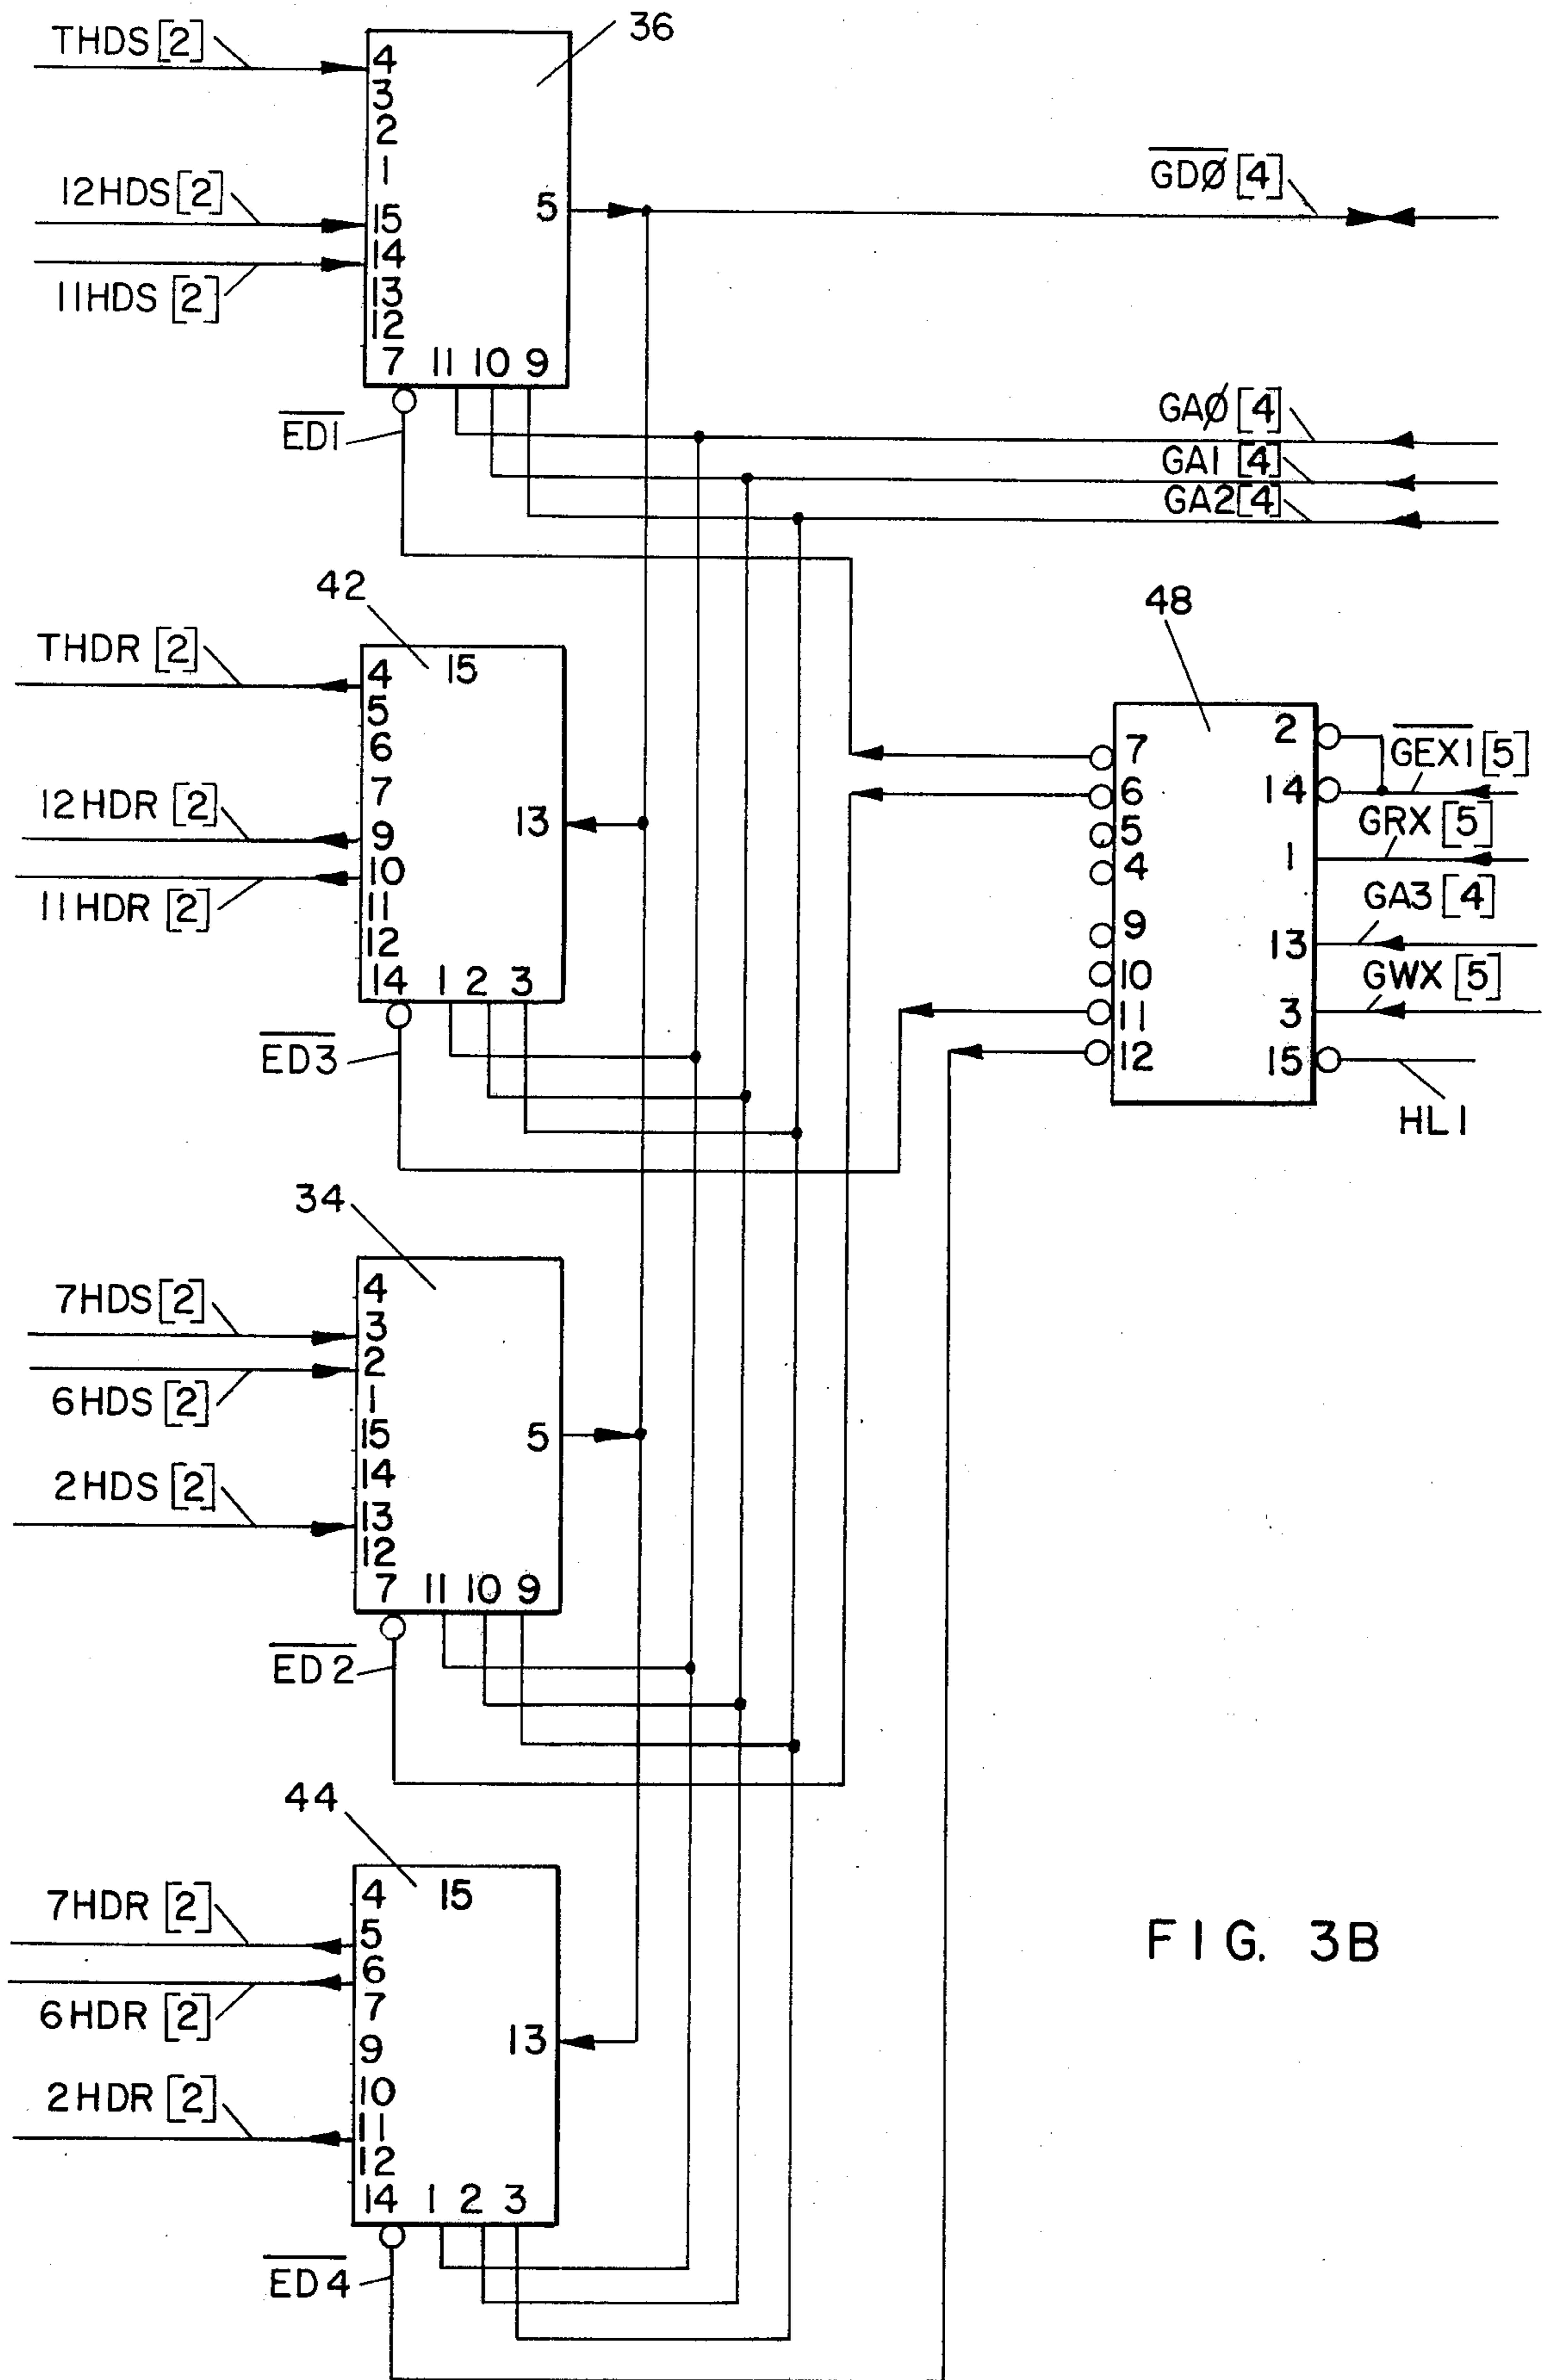 36
THDS [2]
4
3
2
1
12HDS [2]
15
14
11HDS [2]
13
12
5
7 11 10 9
E̅D̅1̅
G̅D̅Ø̅ [4]
GAØ [4]
GA1 [4]
GA2 [4]
42
THDR [2]
4 15
5
6
7
12HDR [2]
9
10
11HDR [2]
11
12
13
14 1 2 3
E̅D̅3̅
48
7
6
5
4
9
10
11
12
2
14
1
13
3
15
G̅E̅X̅1̅ [5]
GRX [5]
GA3 [4]
GWX [5]
HL1
34
4
7HDS [2]
3
2
6HDS [2]
1
15
14
2HDS [2]
13
12
5
7 11 10 9
E̅D̅2̅
44
4 15
7HDR [2]
5
6
6HDR [2]
7
9
10
2HDR [2]
11
12
13
14 1 2 3
E̅D̅4̅
FIG. 3B